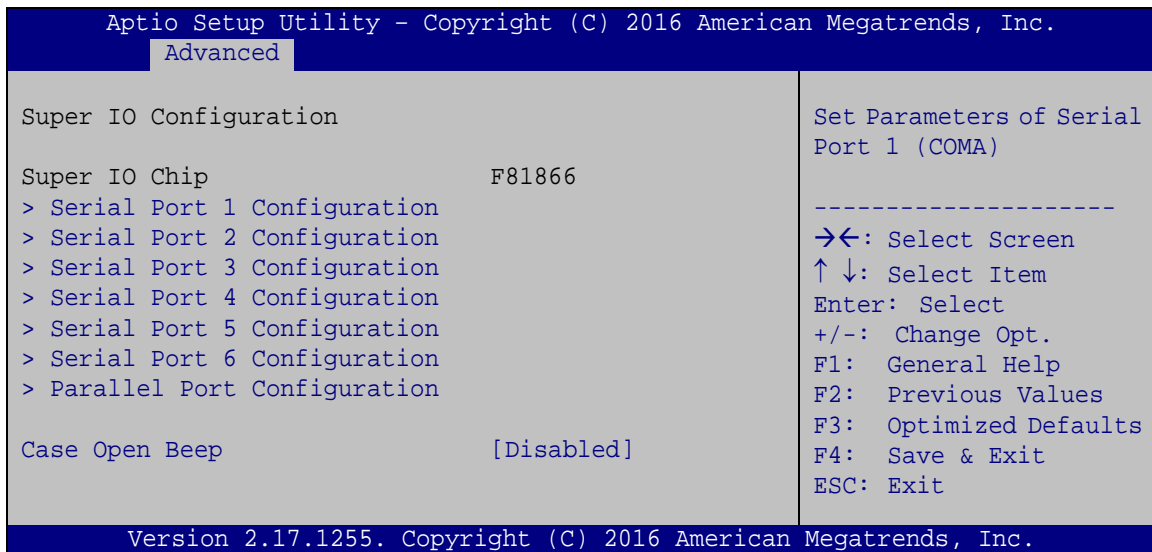 Aptio Setup Utility – Copyright (C) 2016 American Megatrends, Inc.
Advanced
Super IO Configuration
Super IO Chip F81866
> Serial Port 1 Configuration
> Serial Port 2 Configuration
> Serial Port 3 Configuration
> Serial Port 4 Configuration
> Serial Port 5 Configuration
> Serial Port 6 Configuration
> Parallel Port Configuration
Case Open Beep [Disabled]
Set Parameters of Serial
Port 1 (COMA)
---------------------
→←: Select Screen
↑ ↓: Select Item
Enter: Select
+/-: Change Opt.
F1: General Help
F2: Previous Values
F3: Optimized Defaults
F4: Save & Exit
ESC: Exit
Version 2.17.1255. Copyright (C) 2016 American Megatrends, Inc.